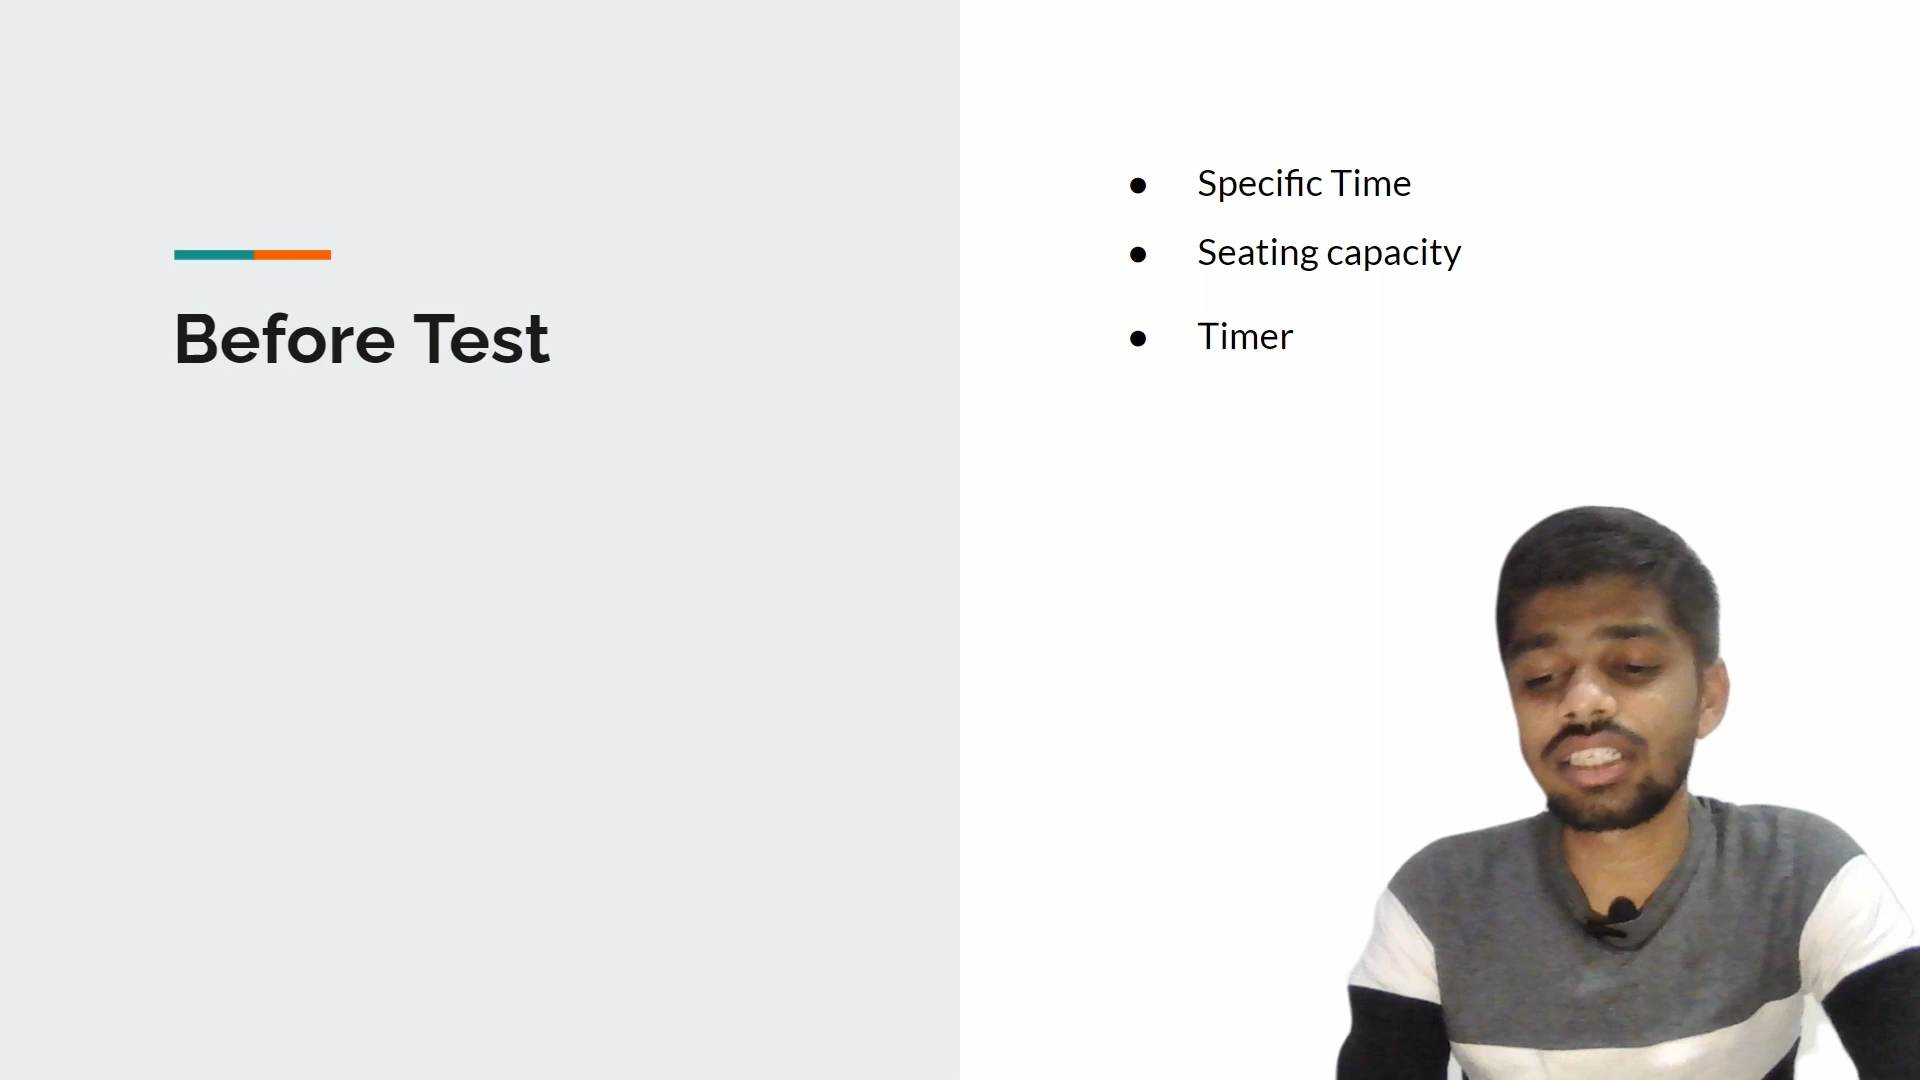 Before Test
● Specific Time
● Seating capacity
● Timer